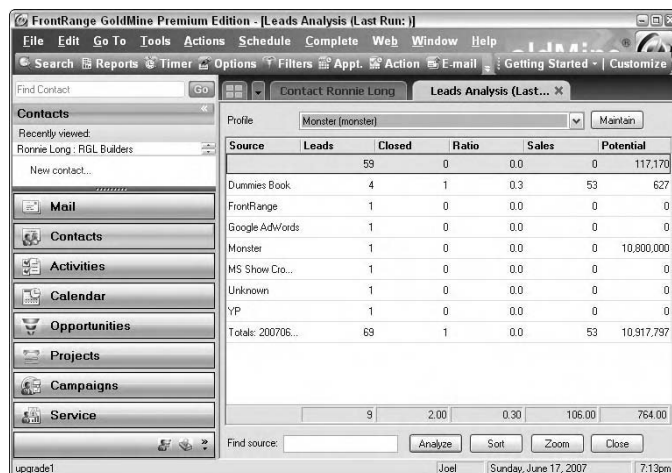 FrontRange GoldMine Premium Edition - [Leads Analysis (Last Run: )]
File Edit Go To Tools Actions Schedule Complete Web Window Help
Search Reports Timer Options Filters Appt. Action E-mail Getting Started Customize
Find Contact Go Contact Ronnie Long Leads Analysis (Last...
Contacts
Profile Monster (monster) Maintain
Recently viewed:
Ronnie Long : RGL Builders
New contact...
Source Leads Closed Ratio Sales Potential
59 0 0.0 0 117,170
Dummies Book 4 1 0.3 53 627
FrontRange 1 0 0.0 0 0
Google AdWords 1 0 0.0 0 0
Monster 1 0 0.0 0 10,800,000
MS Show Cro... 1 0 0.0 0 0
Unknown 1 0 0.0 0 0
YP 1 0 0.0 0 0
Totals: 200706... 69 1 0.0 53 10,917,797
9 2.00 0.30 106.00 764.00
Mail
Contacts
Activities
Calendar
Opportunities
Projects
Campaigns
Service
Find source: Analyze Sort Zoom Close
upgrade1 Joel Sunday, June 17, 2007 7:13pm